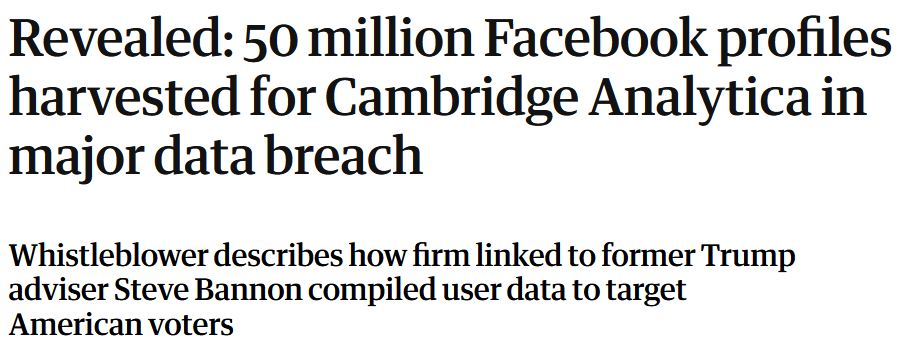 Revealed: 50 million Facebook profiles
harvested for Cambridge Analytica in
major data breach
Whistleblower describes how firm linked to former Trump
adviser Steve Bannon compiled user data to target
American voters